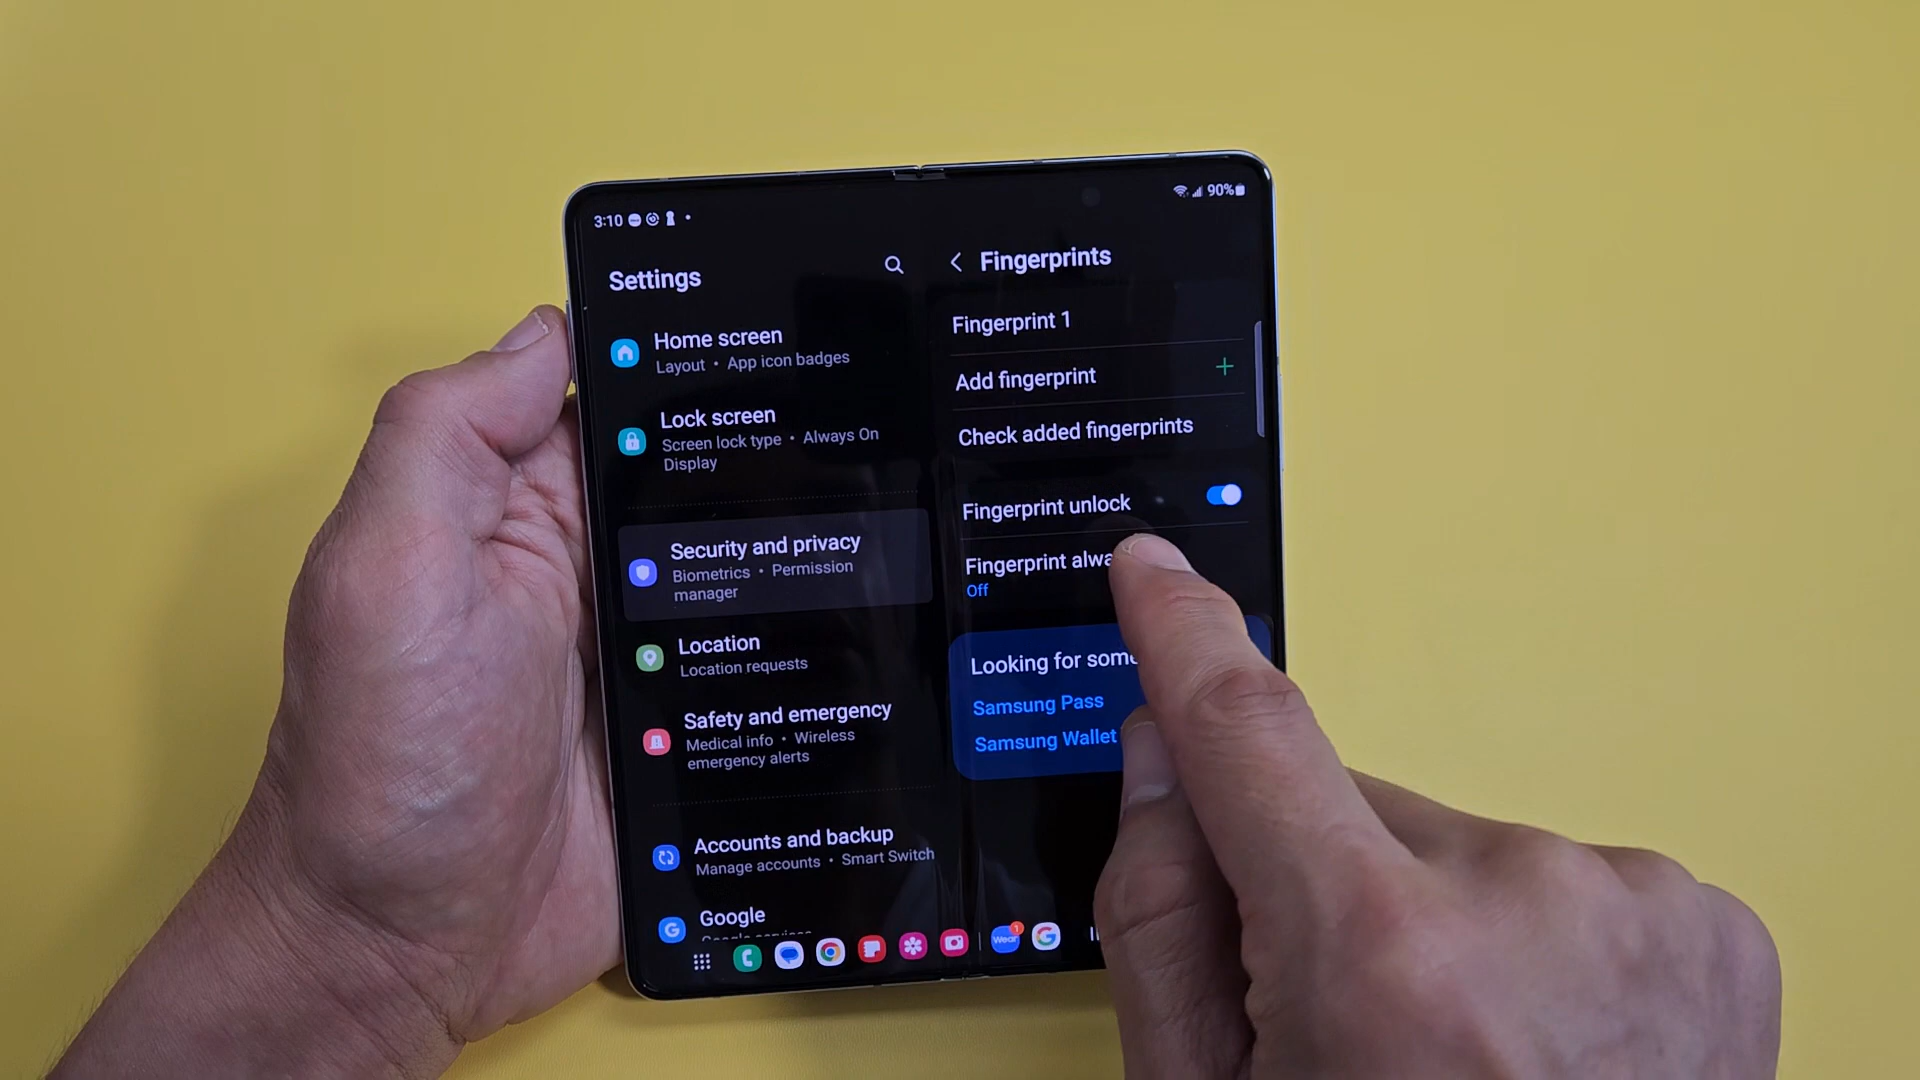 3:10
90%
Settings
Home screen
Layout • App icon badges
Lock screen
Screen lock type • Always On
Display
Security and privacy
Biometrics • Permission
manager
Location
Location requests
Safety and emergency
Medical info • Wireless
emergency alerts
Accounts and backup
Manage accounts • Smart Switch
Google
Fingerprints
Fingerprint 1
Add fingerprint
Check added fingerprints
Fingerprint unlock
Fingerprint alwa
Off
Looking for som
Samsung Pass
Samsung Wallet
Wear
1